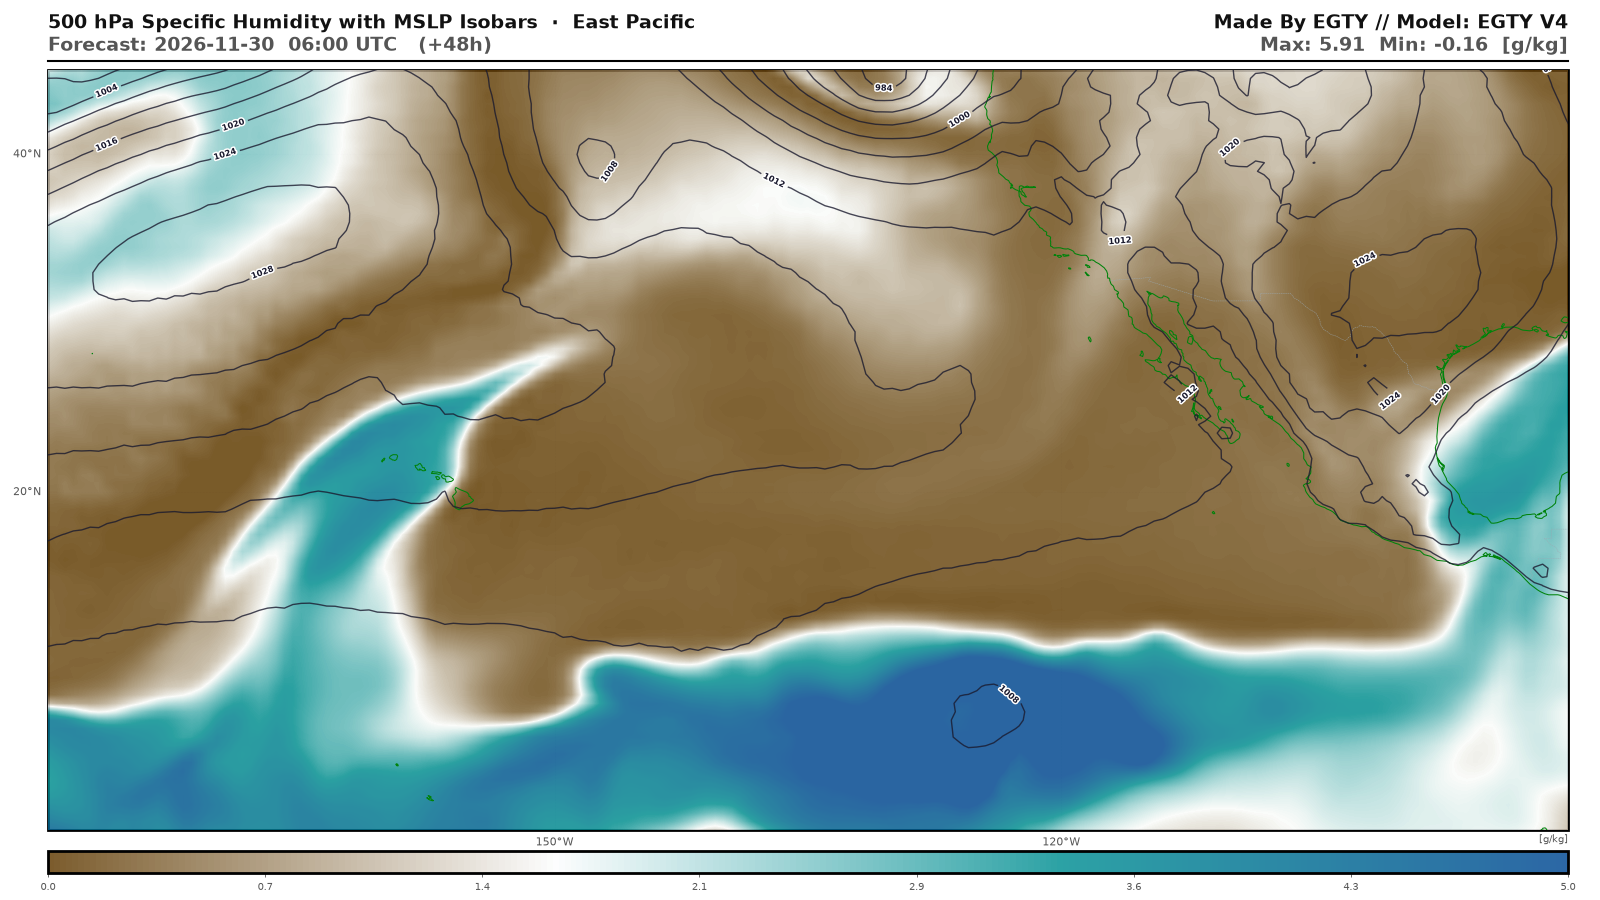 500 hPa Specific Humidity with MSLP Isobars · East Pacific
Made By EGTY // Model: EGTY V4
Forecast: 2026-11-30 06:00 UTC (+48h)
Max: 5.91 Min: -0.16 [g/kg]
984
1004
1000
1020
1016
1020
1024
40°N
1008
1012
1012
1024
1028
1012
1020
1024
20°N
1008
150°W
120°W
[g/kg]
0.0
0.7
1.4
2.1
2.9
3.6
4.3
5.0